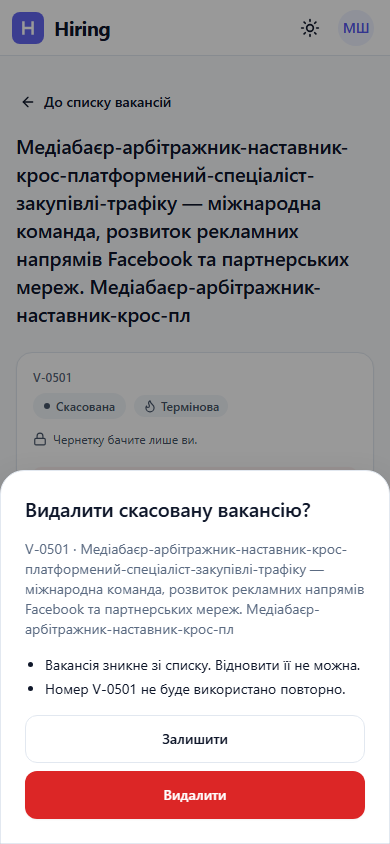 H Hiring МШ
До списку вакансій
Медіабаєр-арбітражник-наставник-
крос-платформений-спеціаліст-
закупівлі-трафіку — міжнародна
команда, розвиток рекламних
напрямів Facebook та партнерських
мереж. Медіабаєр-арбітражник-
наставник-крос-пл
V-0501
Скасована Термінова
Чернетку бачите лише ви.
Видалити скасовану вакансію?
V-0501 · Медіабаєр-арбітражник-наставник-крос-
платформений-спеціаліст-закупівлі-трафіку —
міжнародна команда, розвиток рекламних напрямів
Facebook та партнерських мереж. Медіабаєр-
арбітражник-наставник-крос-пл
• Вакансія зникне зі списку. Відновити її не можна.
• Номер V-0501 не буде використано повторно.
Залишити
Видалити